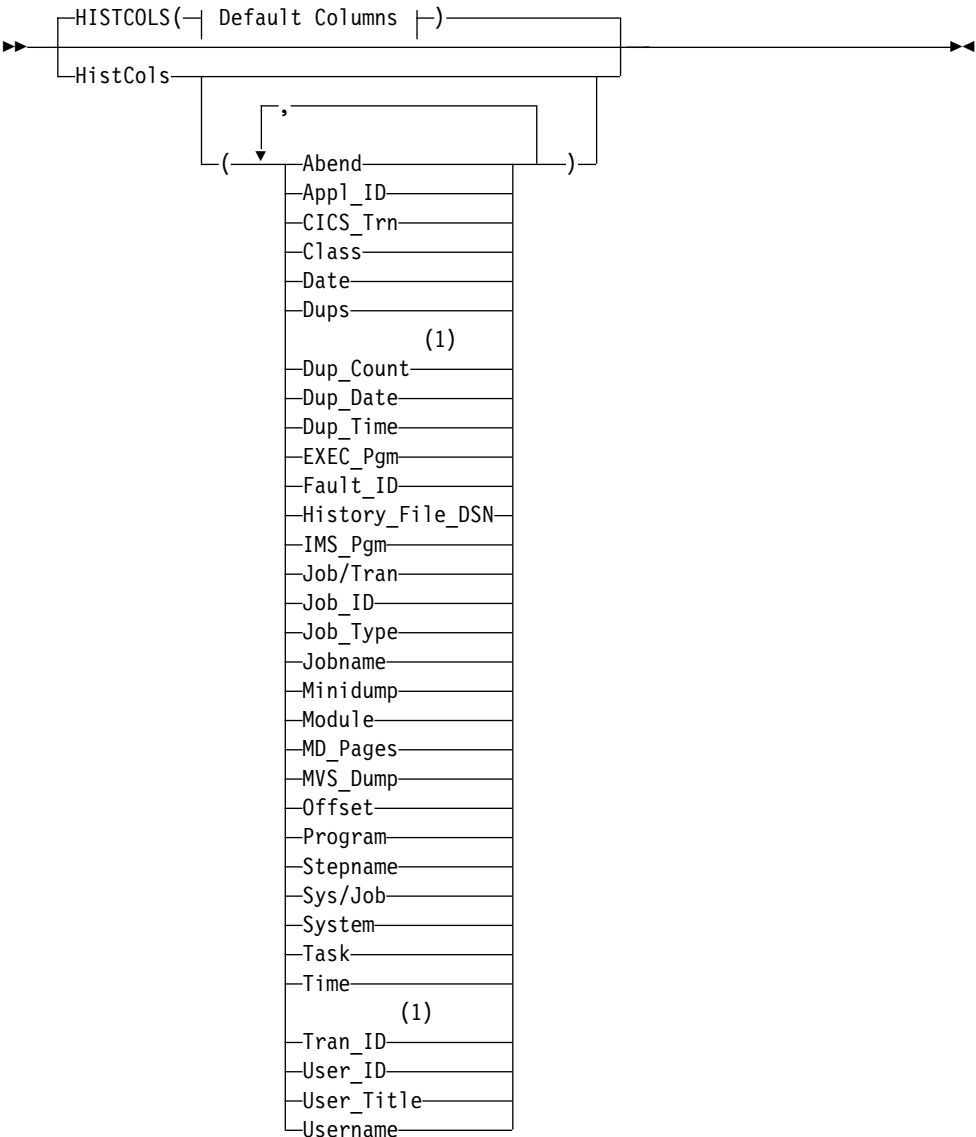 HISTCOLS( Default Columns )
HistCols
,
( Abend )
Appl_ID
CICS_Trn
Class
Date
Dups
(1)
Dup_Count
Dup_Date
Dup_Time
EXEC_Pgm
Fault_ID
History_File_DSN
IMS_Pgm
Job/Tran
Job_ID
Job_Type
Jobname
Minidump
Module
MD_Pages
MVS_Dump
Offset
Program
Stepname
Sys/Job
System
Task
Time
(1)
Tran_ID
User_ID
User_Title
Username